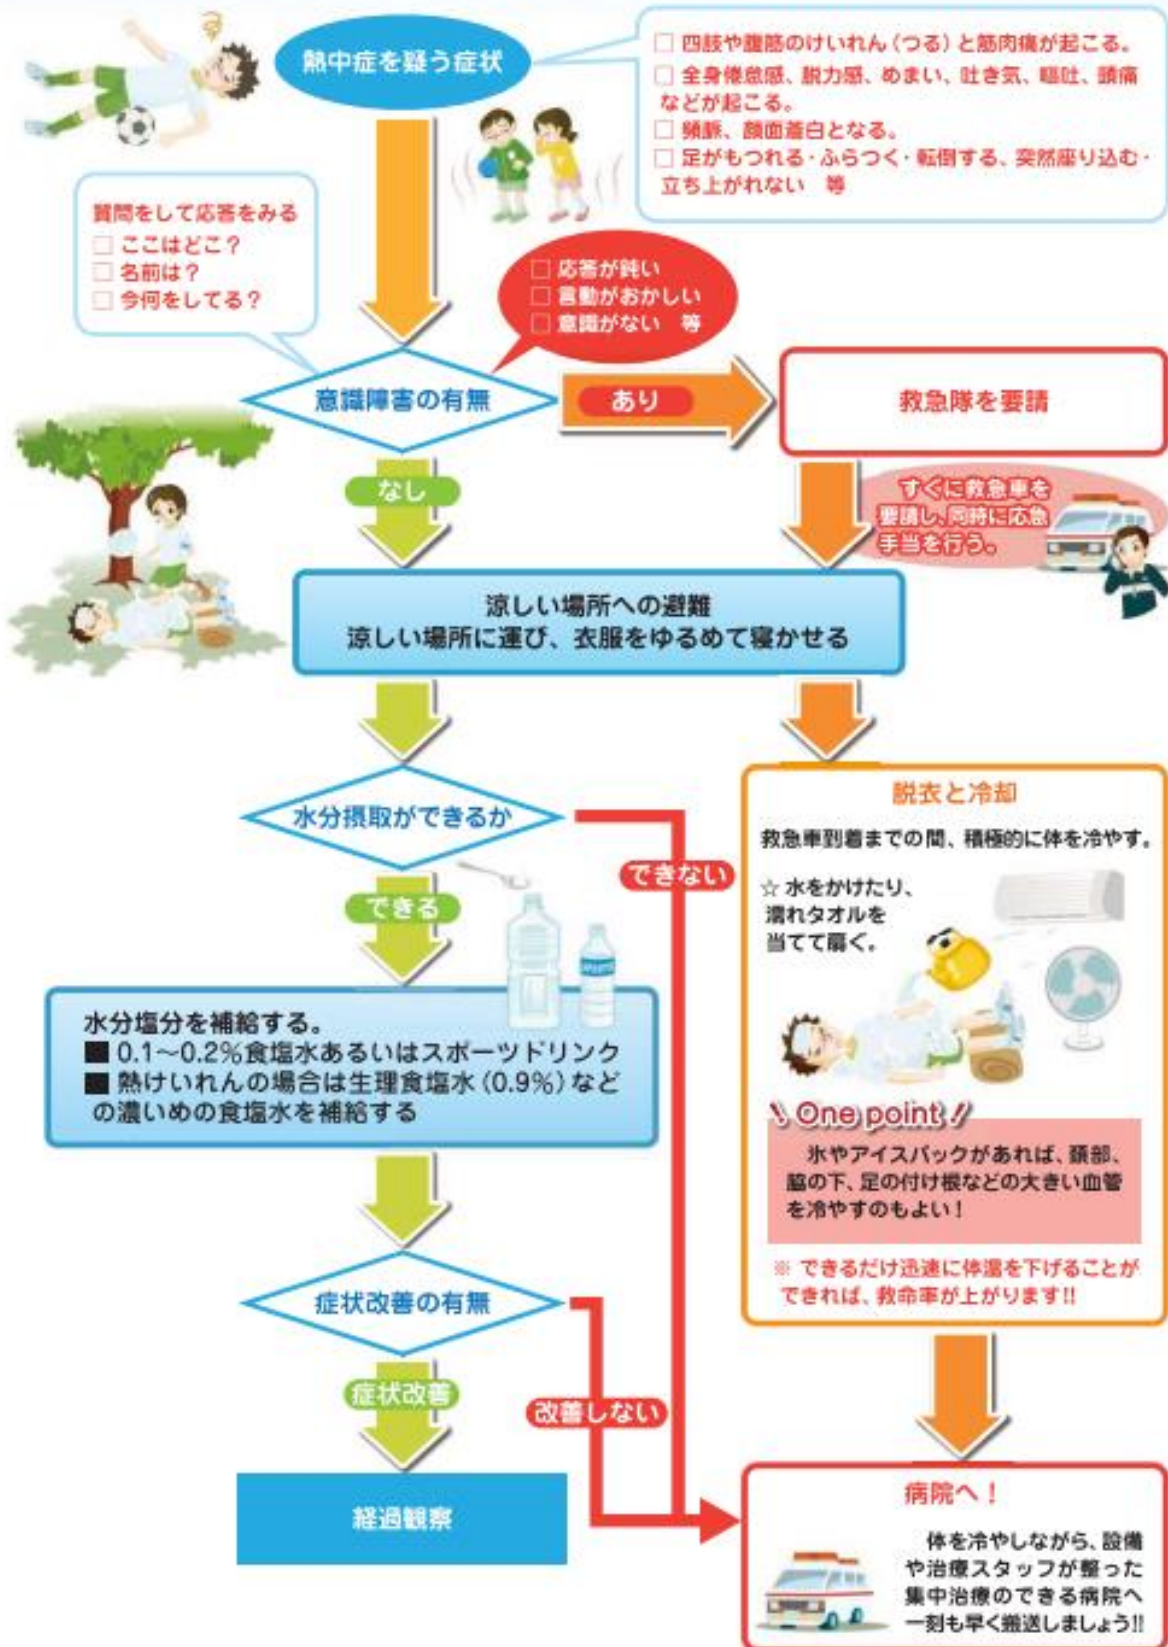 熱中症を疑う症状
□ 四肢や腹筋のけいれん(つる)と筋肉痛が起こる。
□ 全身倦怠感、脱力感、めまい、吐き気、嘔吐、頭痛
などが起こる。
□ 頻脈、顔面蒼白となる。
□ 足がもつれる・ふらつく・転倒する、突然座り込む・
立ち上がれない 等
質問をして応答をみる
□ ここはどこ?
□ 名前は?
□ 今何をしてる?
□ 応答が鈍い
□ 言動がおかしい
□ 意識がない 等
意識障害の有無
あり
救急隊を要請
なし
すぐに救急車を
要請し、同時に応急
手当を行う。
涼しい場所への避難
涼しい場所に運び、衣服をゆるめて寝かせる
水分摂取ができるか
できない
できる
水分塩分を補給する。
■ 0.1~0.2%食塩水あるいはスポーツドリンク
■ 熱けいれんの場合は生理食塩水(0.9%)など
の濃いめの食塩水を補給する
脱衣と冷却
救急車到着までの間、積極的に体を冷やす。
☆ 水をかけたり、
濡れタオルを
当てて扇ぐ。
\ One point //
氷やアイスパックがあれば、頚部、
脇の下、足の付け根などの大きい血管
を冷やすのもよい!
※ できるだけ迅速に体温を下げることが
できれば、救命率が上がります!!
症状改善の有無
症状改善
改善しない
経過観察
病院へ!
体を冷やしながら、設備
や治療スタッフが整った
集中治療のできる病院へ
一刻も早く搬送しましょう!!